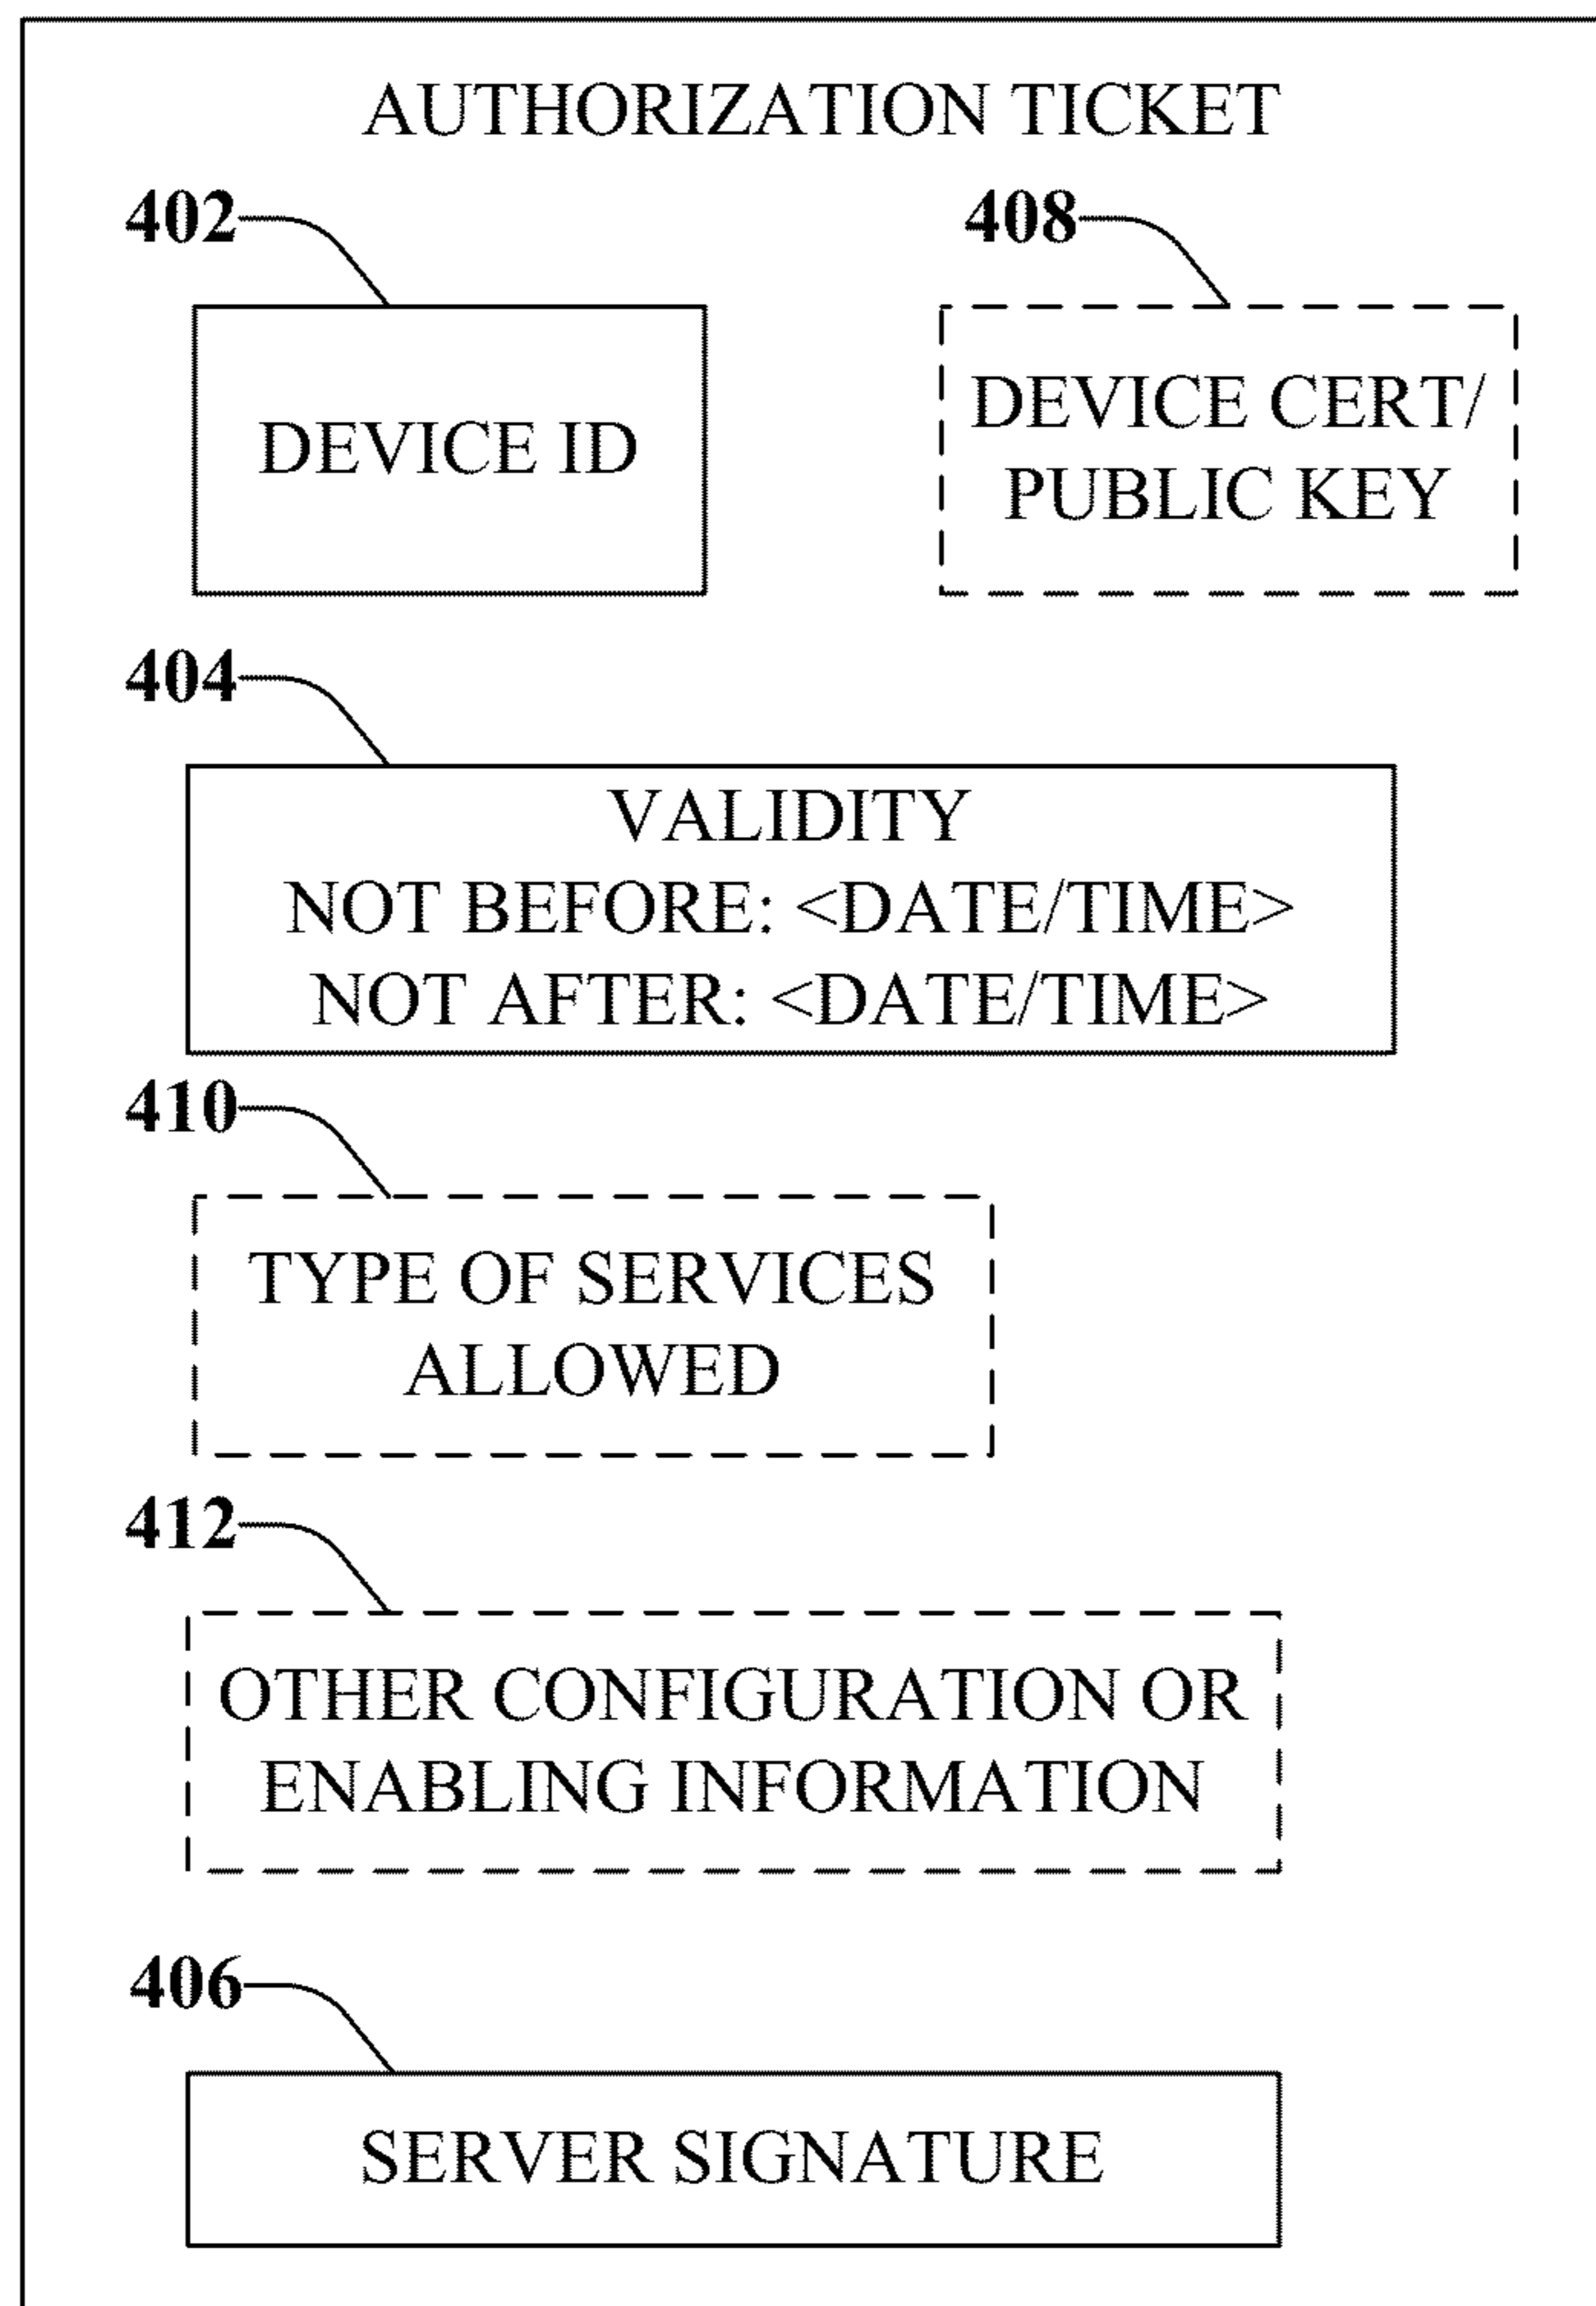 AUTHORIZATION TICKET
402
408
DEVICE ID
DEVICE CERT/
PUBLIC KEY
404
VALIDITY
NOT BEFORE: <DATE/TIME>
NOT AFTER: <DATE/TIME>
410
TYPE OF SERVICES
ALLOWED
412
OTHER CONFIGURATION OR
ENABLING INFORMATION
406
SERVER SIGNATURE